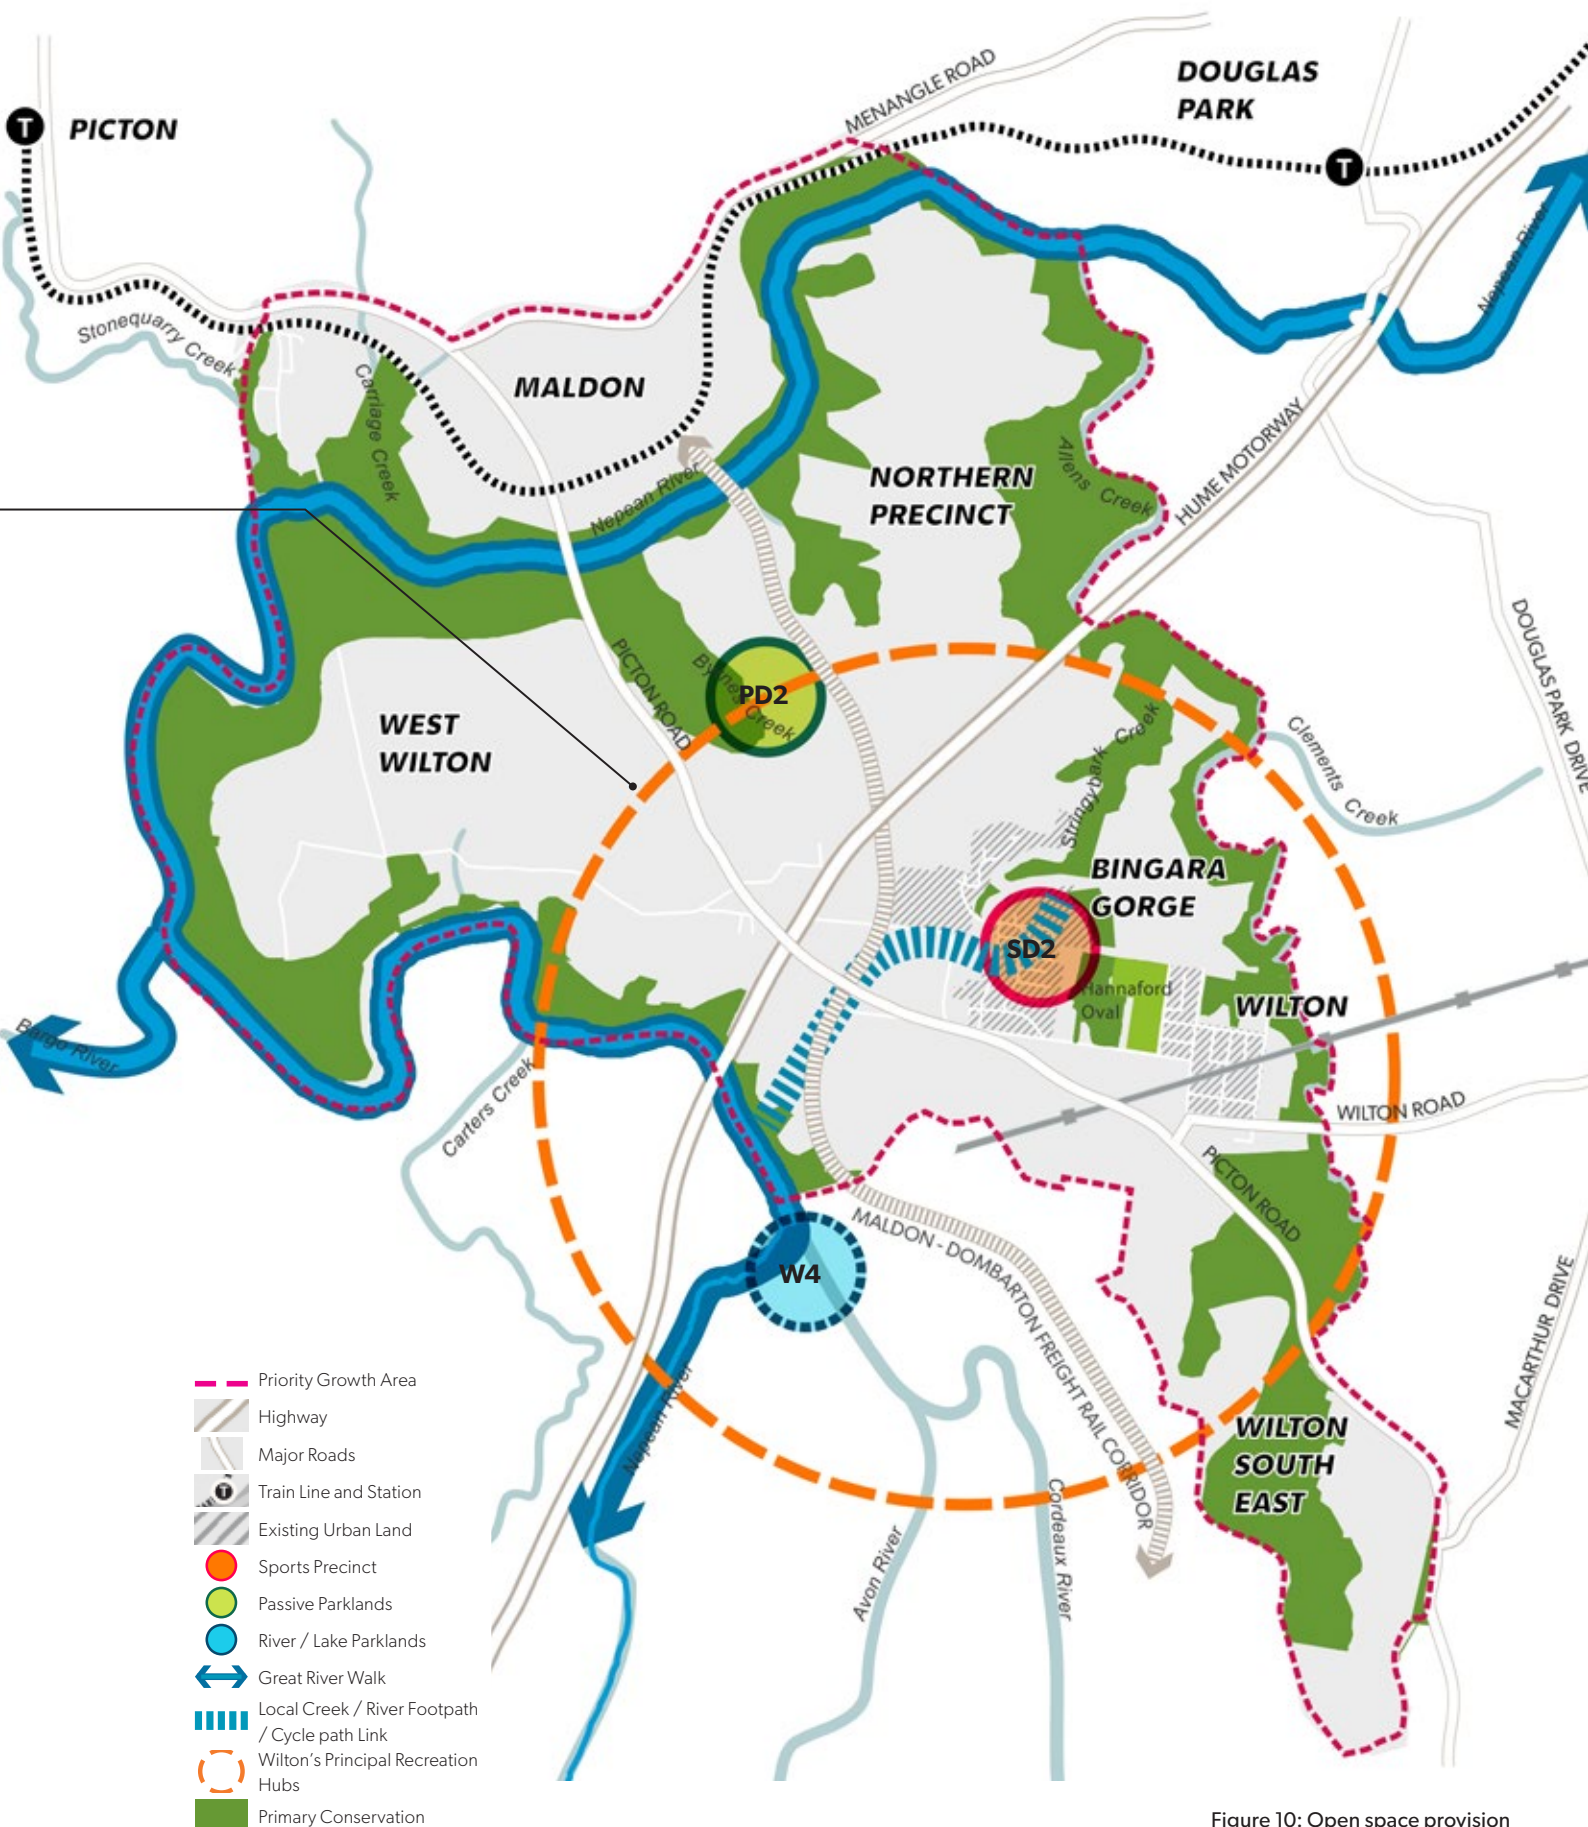 MENANGLE ROAD
DOUGLAS
PARK
T
PICTON
T
Nepean River
Stonequarry Creek
Carriage Creek
MALDON
HUME MOTORWAY
Allens Creek
NORTHERN
PRECINCT
Nepean River
DOUGLAS PARK DRIVE
PICTON ROAD
Byrnes Creek
PD2
WEST
WILTON
Stringybark Creek
Clements Creek
BINGARA
GORGE
SD2
Hannaford
Oval
WILTON
Bargo River
Carters Creek
WILTON ROAD
PICTON ROAD
MALDON - DOMBARTON FREIGHT RAIL CORRIDOR
W4
MACARTHUR DRIVE
Nepean River
WILTON
SOUTH
EAST
Avon River
Cordeaux River
Priority Growth Area
Highway
Major Roads
T
Train Line and Station
Existing Urban Land
Sports Precinct
Passive Parklands
River / Lake Parklands
Great River Walk
Local Creek / River Footpath
/ Cycle path Link
Wilton's Principal Recreation
Hubs
Primary Conservation
Figure 10: Open space provision